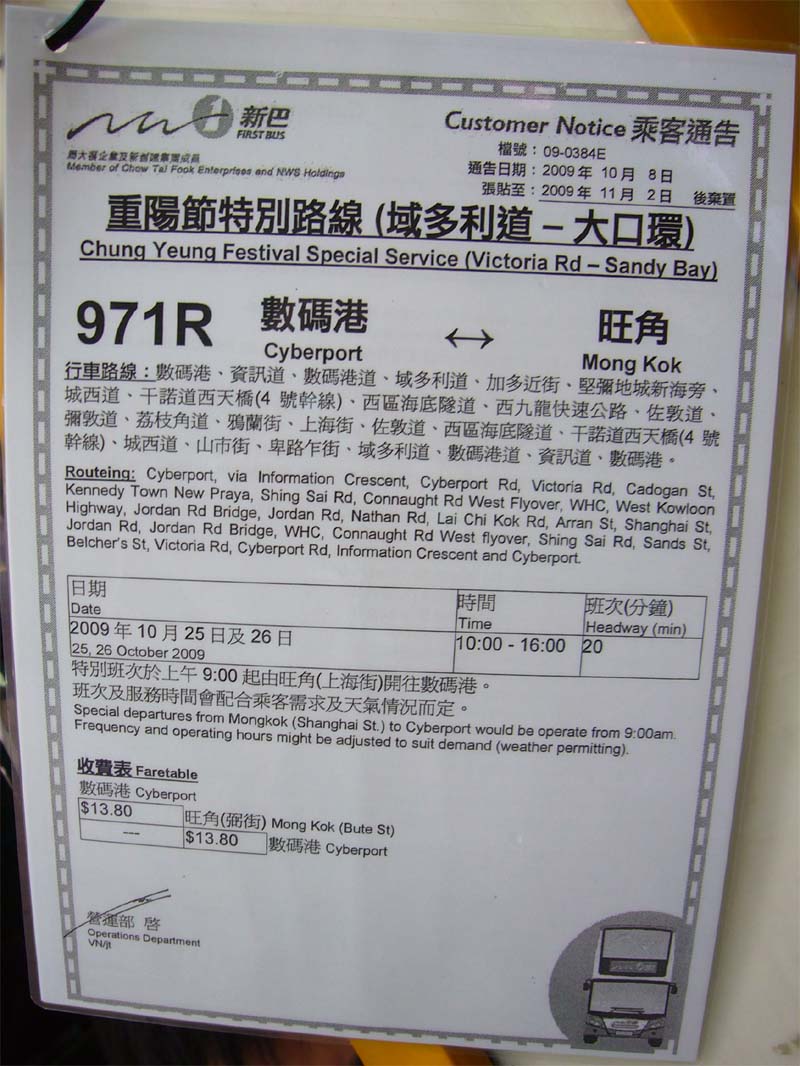 新巴
FIRST BUS
周大福企業及新創建集團成員
Member of Chow Tai Fook Enterprises and NWS Holdings
Customer Notice 乘客通告
檔號：09-0384E
通告日期：2009 年 10 月 8 日
張貼至：2009 年 11 月 2 日 後棄置
重陽節特別路線 (域多利道 – 大口環)
Chung Yeung Festival Special Service (Victoria Rd – Sandy Bay)
971R 數碼港 ↔ 旺角
Cyberport Mong Kok
行車路線：數碼港、資訊道、數碼港道、域多利道、加多近街、堅彌地城新海旁、
城西道、干諾道西天橋(4 號幹線)、西區海底隧道、西九龍快速公路、佐敦道、
彌敦道、荔枝角道、鴉蘭街、上海街、佐敦道、西區海底隧道、干諾道西天橋(4 號
幹線)、城西道、山市街、卑路乍街、域多利道、數碼港道、資訊道、數碼港。
Routeing: Cyberport, via Information Crescent, Cyberport Rd, Victoria Rd, Cadogan St,
Kennedy Town New Praya, Shing Sai Rd, Connaught Rd West Flyover, WHC, West Kowloon
Highway, Jordan Rd Bridge, Jordan Rd, Nathan Rd, Lai Chi Kok Rd, Arran St, Shanghai St,
Jordan Rd, Jordan Rd Bridge, WHC, Connaught Rd West flyover, Shing Sai Rd, Sands St,
Belcher's St, Victoria Rd, Cyberport Rd, Information Crescent and Cyberport.
日期 時間 班次(分鐘)
Date Time Headway (min)
2009 年 10 月 25 日及 26 日 10:00 - 16:00 20
25, 26 October 2009
特別班次於上午 9:00 起由旺角(上海街)開往數碼港。
班次及服務時間會配合乘客需求及天氣情況而定。
Special departures from Mongkok (Shanghai St.) to Cyberport would be operate from 9:00am.
Frequency and operating hours might be adjusted to suit demand (weather permitting).
收費表 Faretable
數碼港 Cyberport
$13.80 旺角(弼街) Mong Kok (Bute St)
--- $13.80 數碼港 Cyberport
營運部 啓
Operations Department
VN/jt